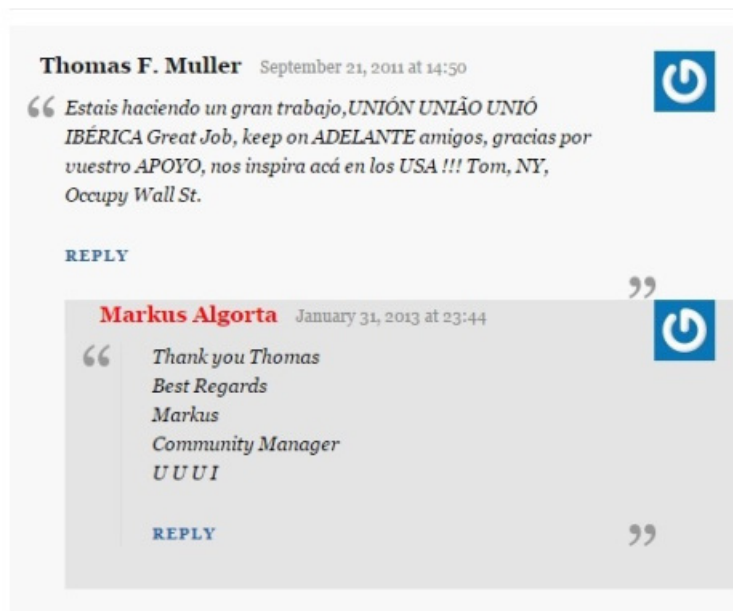 Thomas F. Muller September 21, 2011 at 14:50
“ Estais haciendo un gran trabajo,UNIÓN UNIÃO UNIÓ
IBÉRICA Great Job, keep on ADELANTE amigos, gracias por
vuestro APOYO, nos inspira acá en los USA !!! Tom, NY,
Occupy Wall St.
REPLY
”
Markus Algorta January 31, 2013 at 23:44
“ Thank you Thomas
Best Regards
Markus
Community Manager
U U U I
REPLY ”